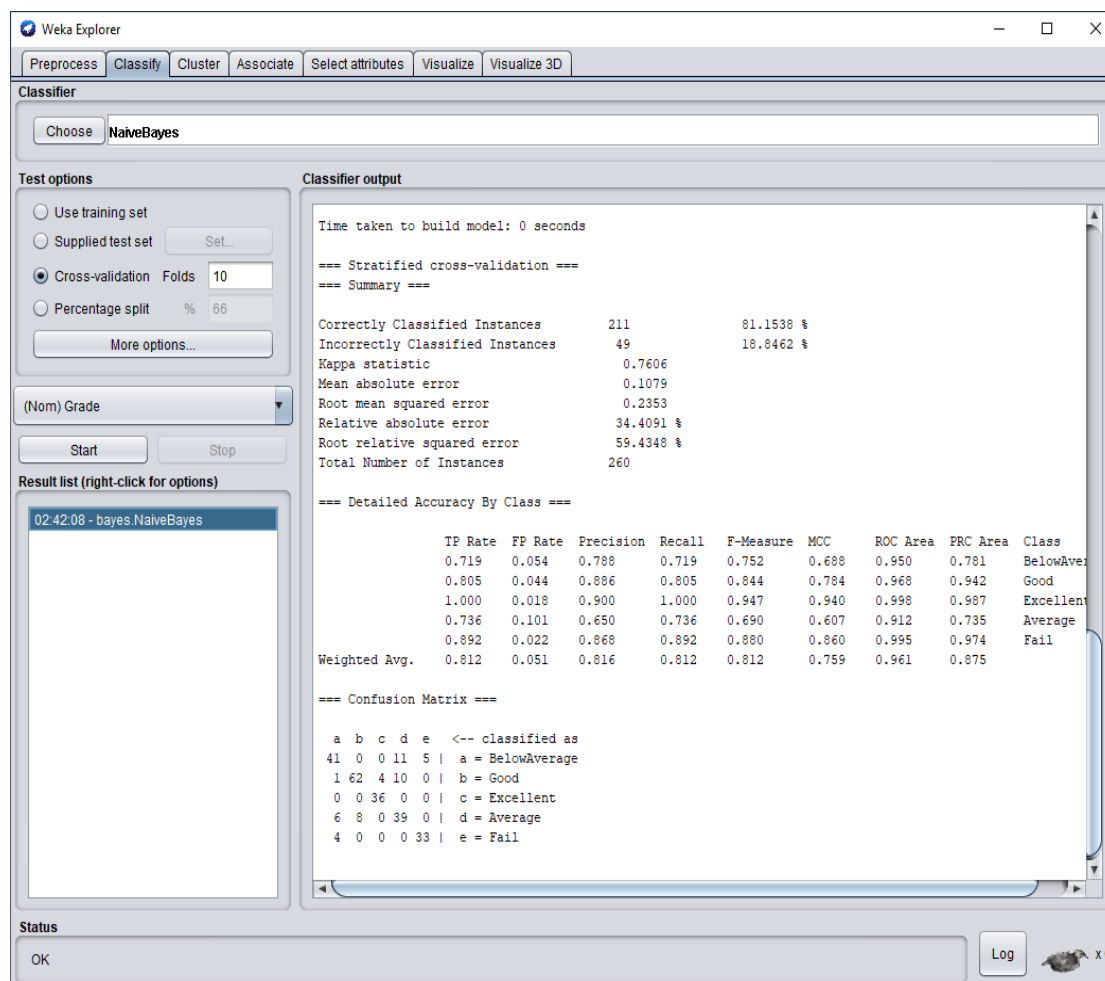 Weka Explorer
Preprocess Classify Cluster Associate Select attributes Visualize Visualize 3D
Classifier
Choose NaiveBayes
Test options
Use training set
Supplied test set Set...
Cross-validation Folds 10
Percentage split % 66
More options...
(Nom) Grade
Start Stop
Result list (right-click for options)
02:42:08 - bayes.NaiveBayes
Classifier output
Time taken to build model: 0 seconds
=== Stratified cross-validation ===
=== Summary ===
Correctly Classified Instances 211 81.1538 %
Incorrectly Classified Instances 49 18.8462 %
Kappa statistic 0.7606
Mean absolute error 0.1079
Root mean squared error 0.2353
Relative absolute error 34.4091 %
Root relative squared error 59.4348 %
Total Number of Instances 260
=== Detailed Accuracy By Class ===
TP Rate FP Rate Precision Recall F-Measure MCC ROC Area PRC Area Class
0.719 0.054 0.788 0.719 0.752 0.688 0.950 0.781 BelowAver
0.805 0.044 0.886 0.805 0.844 0.784 0.968 0.942 Good
1.000 0.018 0.900 1.000 0.947 0.940 0.998 0.987 Excellent
0.736 0.101 0.650 0.736 0.690 0.607 0.912 0.735 Average
0.892 0.022 0.868 0.892 0.880 0.860 0.995 0.974 Fail
Weighted Avg. 0.812 0.051 0.816 0.812 0.812 0.759 0.961 0.875
=== Confusion Matrix ===
a b c d e <-- classified as
41 0 0 11 5 | a = BelowAverage
1 62 4 10 0 | b = Good
0 0 36 0 0 | c = Excellent
6 8 0 39 0 | d = Average
4 0 0 0 33 | e = Fail
Status
OK
Log
x